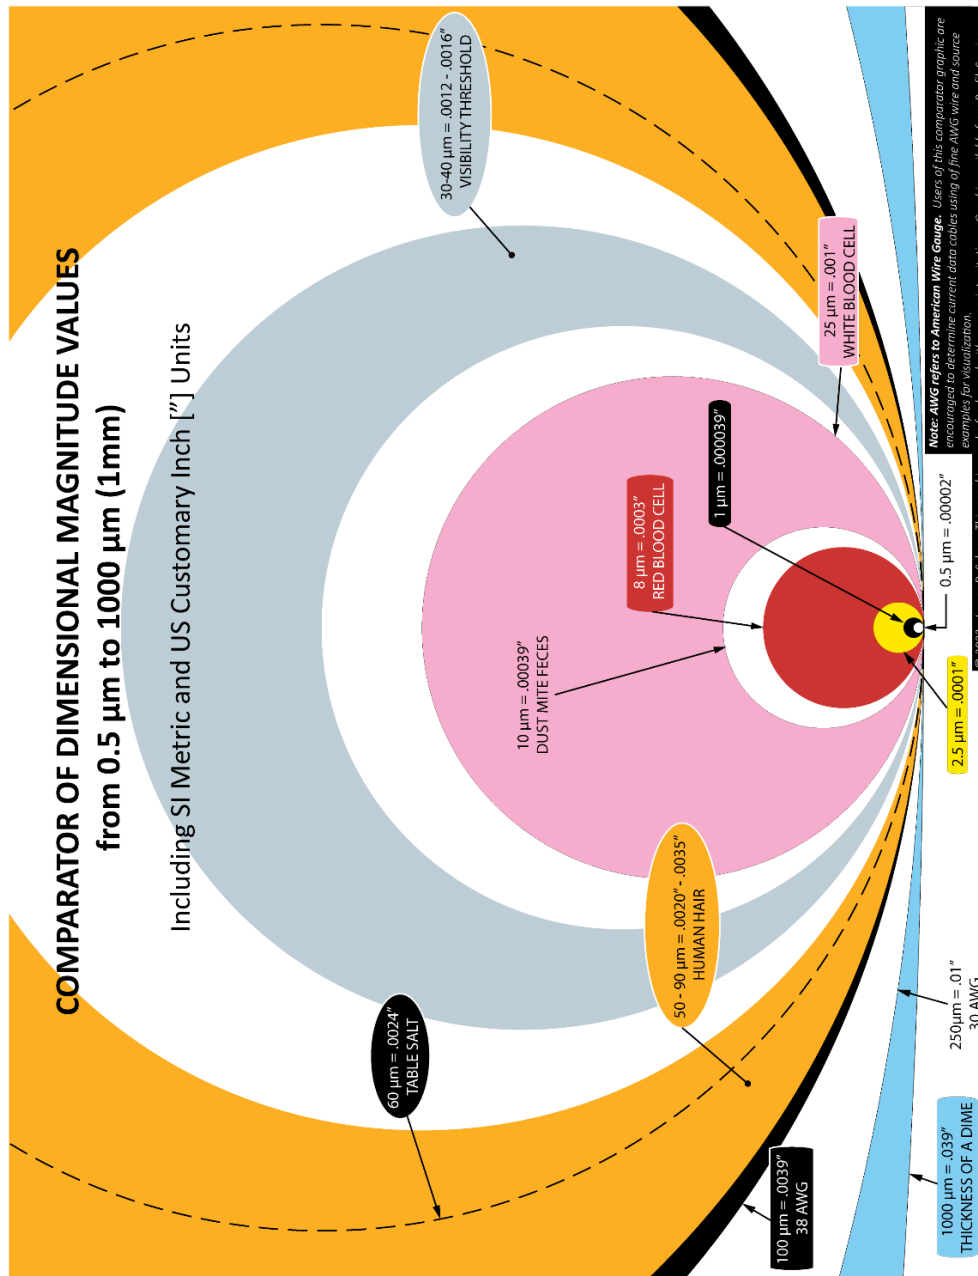 COMPARATOR OF DIMENSIONAL MAGNITUDE VALUES
from 0.5 µm to 1000 µm (1mm)
Including SI Metric and US Customary Inch ["] Units
30-40 µm = .0012 - .0016"
VISIBILITY THRESHOLD
60 µm = .0024"
TABLE SALT
50 - 90 µm = .0020" - .0035"
HUMAN HAIR
10 µm = .00039"
DUST MITE FECES
8 µm = .0003"
RED BLOOD CELL
1 µm = .000039"
25 µm = .001"
WHITE BLOOD CELL
100 µm = .0039"
38 AWG
1000 µm = .039"
THICKNESS OF A DIME
250µm = .01"
30 AWG
2.5 µm = .0001"
0.5 µm = .00002"
Note: AWG refers to American Wire Gauge. Users of this comparator graphic are
encouraged to determine current data cables using of fine AWG wire and source
examples for visualization.